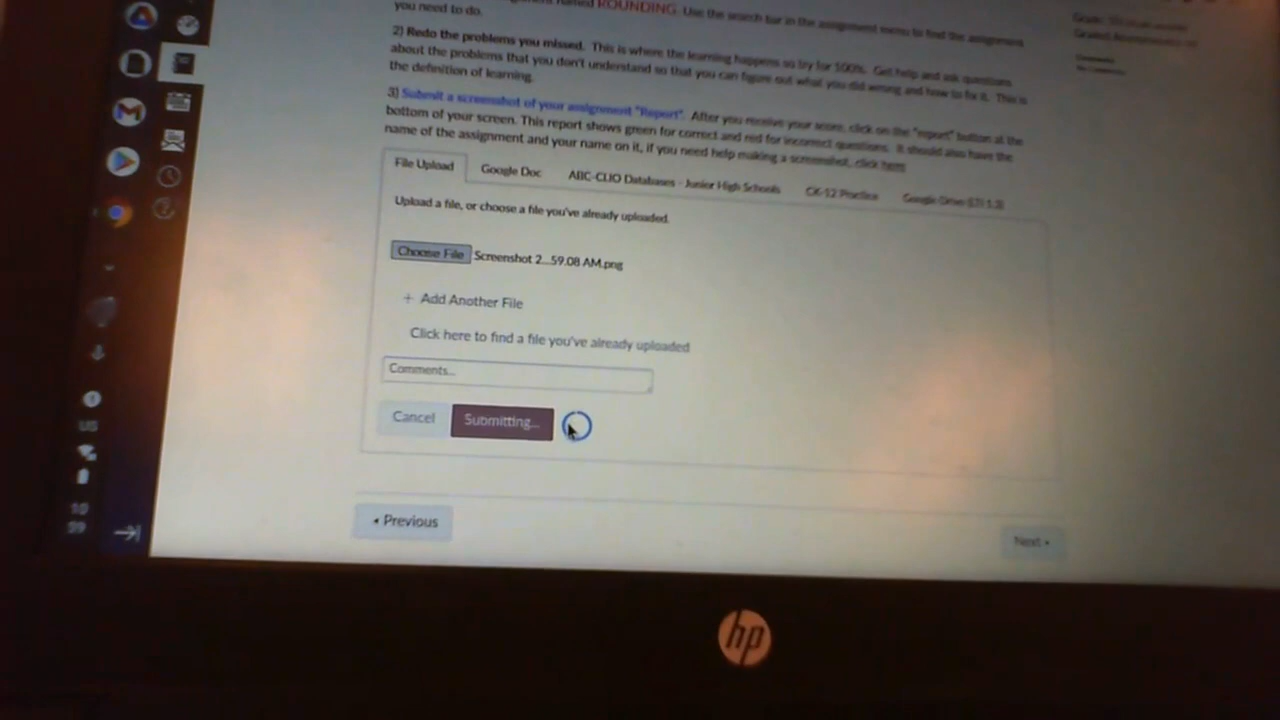 ROUNDING. Use the search bar in the assignment menu to find the assignment
you need to do.
2) Redo the problems you missed. This is where the learning happens so try for 100%. Get help and ask questions
about the problems that you don't understand so that you can figure out what you did wrong and how to fix it. This is
the definition of learning.
3) Submit a screenshot of your assignment "Report". After you receive your score, click on the "report" button at the
bottom of your screen. This report shows green for correct and red for incorrect questions. It should also have the
name of the assignment and your name on it, if you need help making a screenshot, click here
File Upload Google Doc ABC-CLIO Databases - Junior High Schools CK-12 Practice Google Drive (LTI 1.3)
Upload a file, or choose a file you've already uploaded.
Choose File Screenshot 2...59.08 AM.png
+ Add Another File
Click here to find a file you've already uploaded
Comments...
Cancel Submitting...
◂ Previous
Next ▸
US
10
59
hp